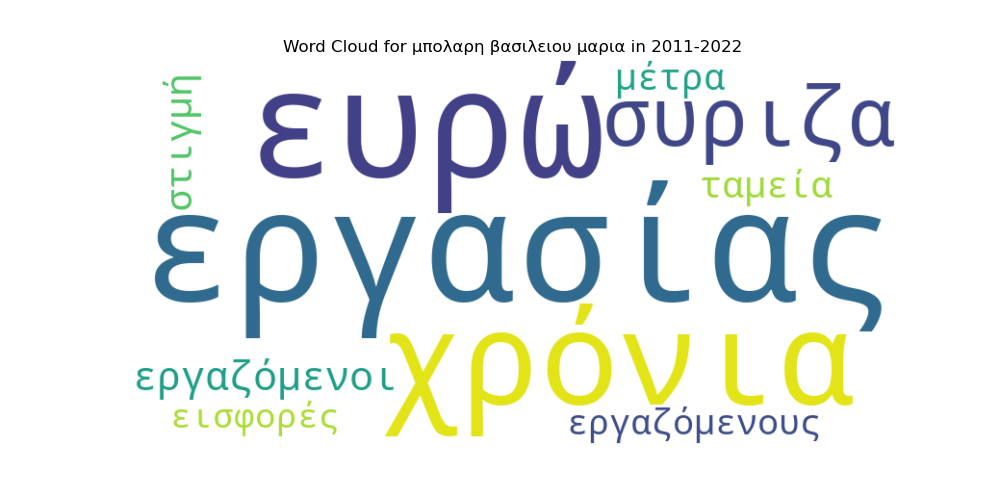 Word Cloud for μπολαρη βασιλειου μαρια in 2011-2022
στιγμή
ευρώ
μέτρα
συριζα
ταμεία
εργασίας
χρόνια
εργαζόμενοι
εισφορές
εργαζόμενους